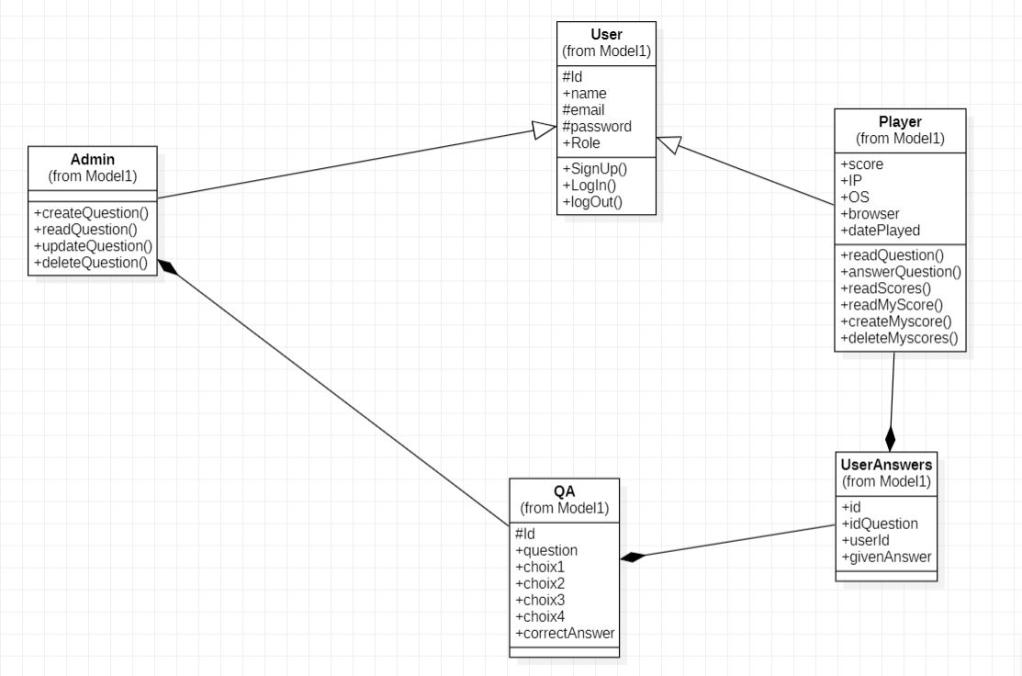 User
(from Model1)
#Id
+name
#email
#password
+Role
+SignUp()
+LogIn()
+logOut()
Player
(from Model1)
+score
+IP
+OS
+browser
+datePlayed
+readQuestion()
+answerQuestion()
+readScores()
+readMyScore()
+createMyscore()
+deleteMyscores()
Admin
(from Model1)
+createQuestion()
+readQuestion()
+updateQuestion()
+deleteQuestion()
UserAnswers
(from Model1)
+id
+idQuestion
+userId
+givenAnswer
QA
(from Model1)
#Id
+question
+choix1
+choix2
+choix3
+choix4
+correctAnswer